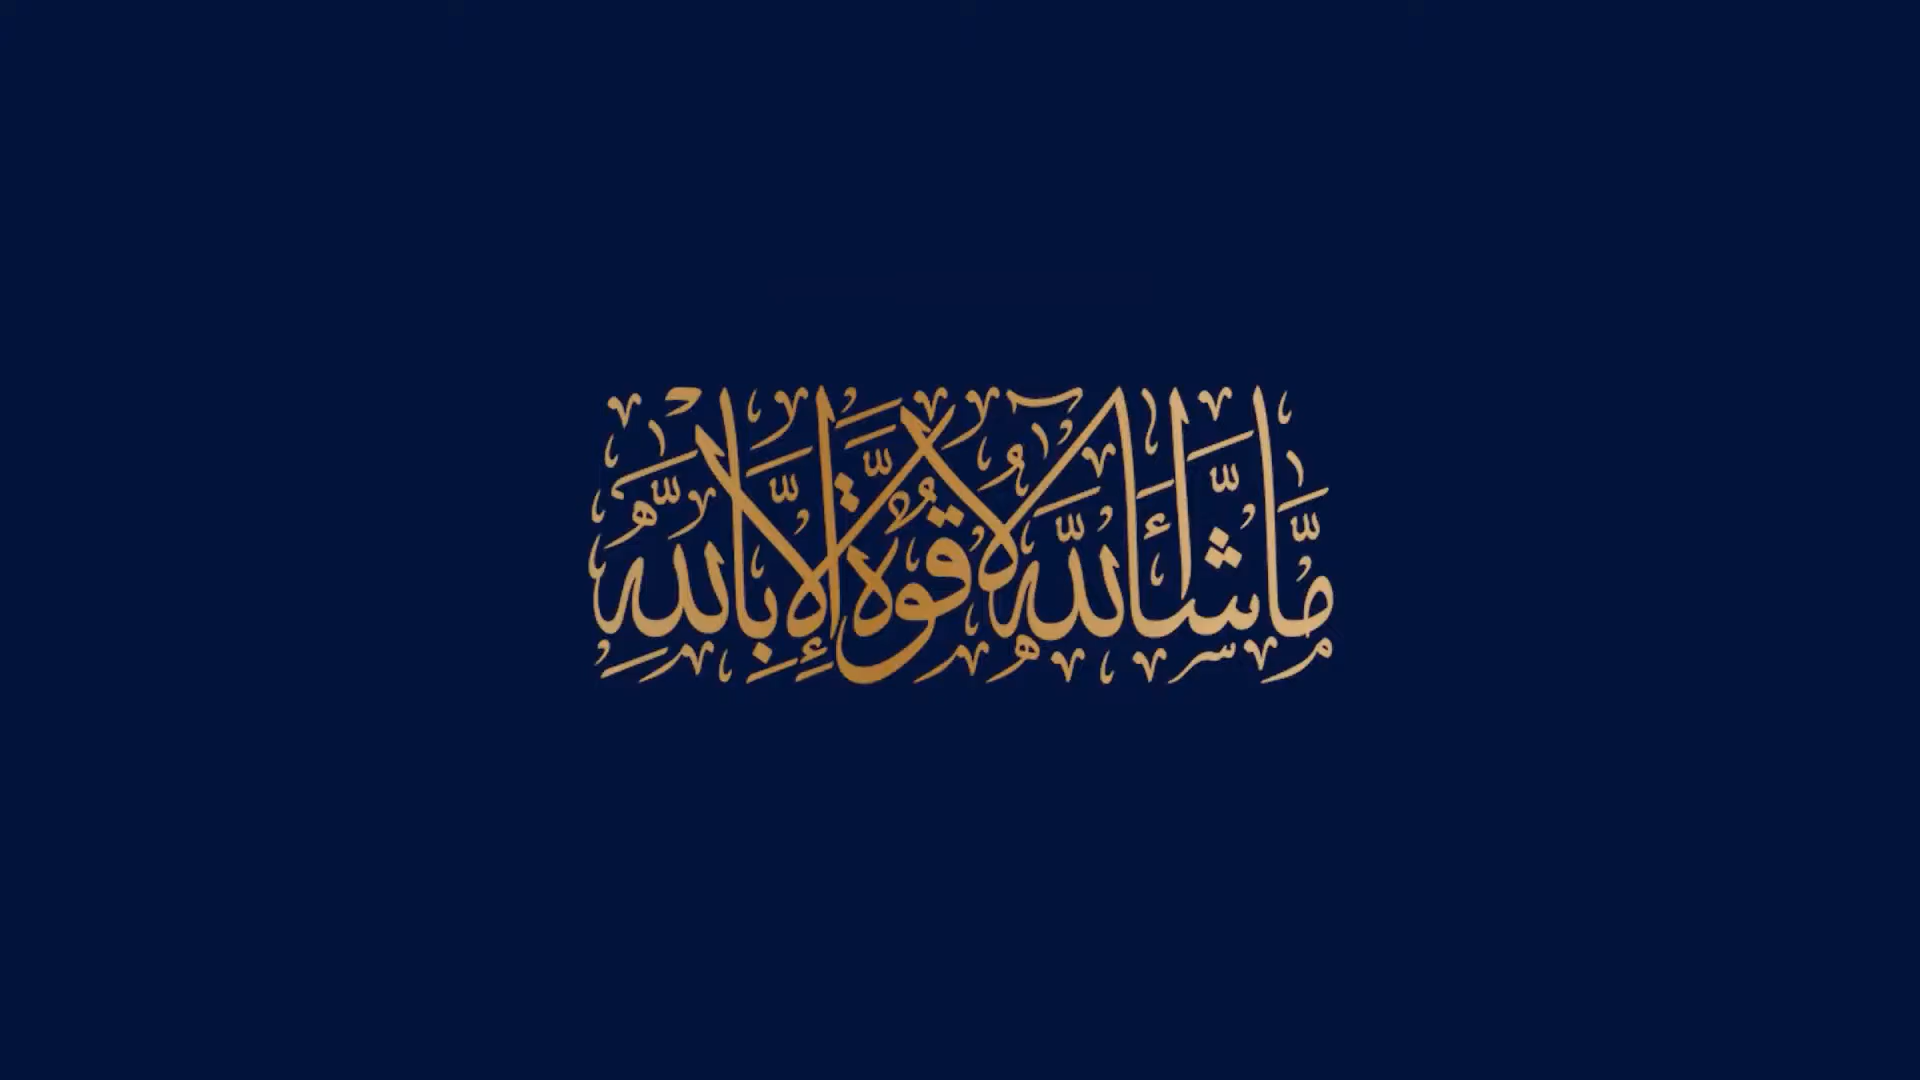 مَّا شَاءَ اللَّهُ لَا قُوَّةَ إِلَّا بِاللَّهِ